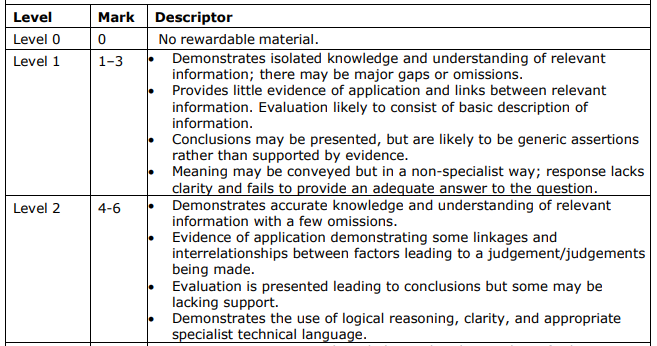 Level Mark Descriptor
Level 0 0 No rewardable material.
Level 1 1–3 • Demonstrates isolated knowledge and understanding of relevant
information; there may be major gaps or omissions.
• Provides little evidence of application and links between relevant
information. Evaluation likely to consist of basic description of
information.
• Conclusions may be presented, but are likely to be generic assertions
rather than supported by evidence.
• Meaning may be conveyed but in a non-specialist way; response lacks
clarity and fails to provide an adequate answer to the question.
Level 2 4-6 • Demonstrates accurate knowledge and understanding of relevant
information with a few omissions.
• Evidence of application demonstrating some linkages and
interrelationships between factors leading to a judgement/judgements
being made.
• Evaluation is presented leading to conclusions but some may be
lacking support.
• Demonstrates the use of logical reasoning, clarity, and appropriate
specialist technical language.